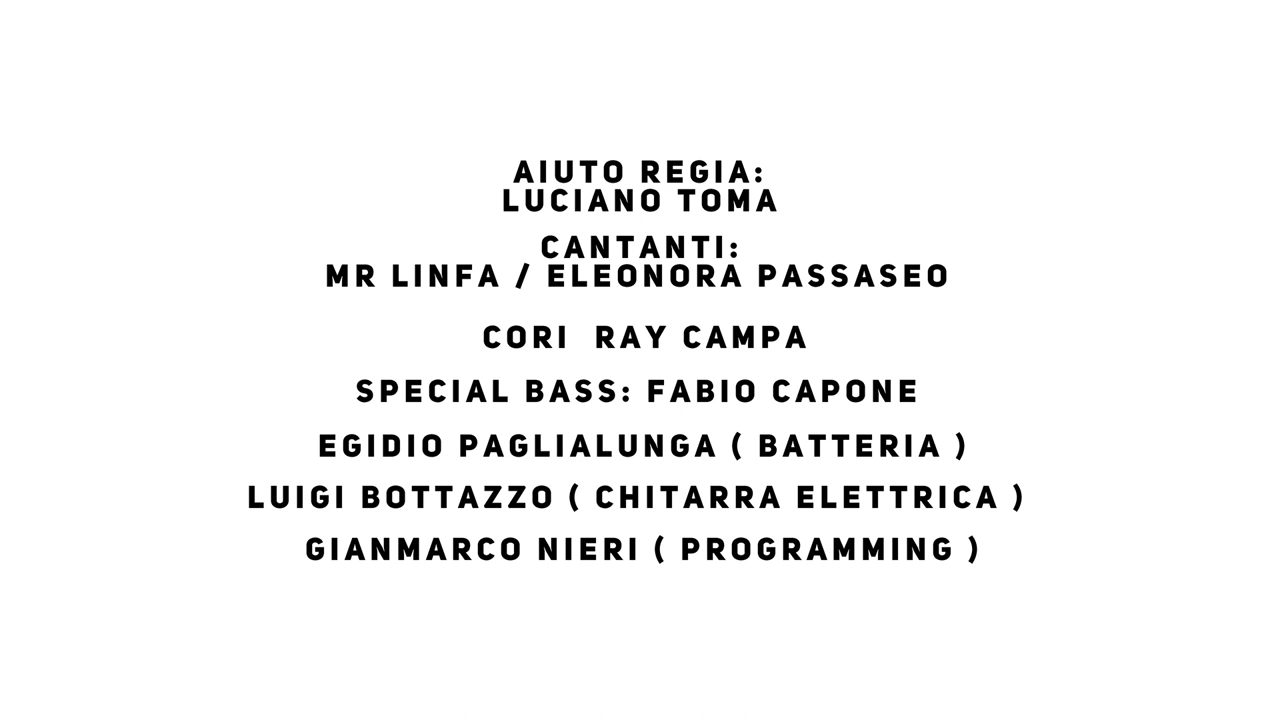 AIUTO REGIA:
LUCIANO TOMA
CANTANTI:
MR LINFA / ELEONORA PASSASEO
CORI  RAY CAMPA
SPECIAL BASS: FABIO CAPONE
EGIDIO PAGLIALUNGA ( BATTERIA )
LUIGI BOTTAZZO ( CHITARRA ELETTRICA )
GIANMARCO NIERI ( PROGRAMMING )